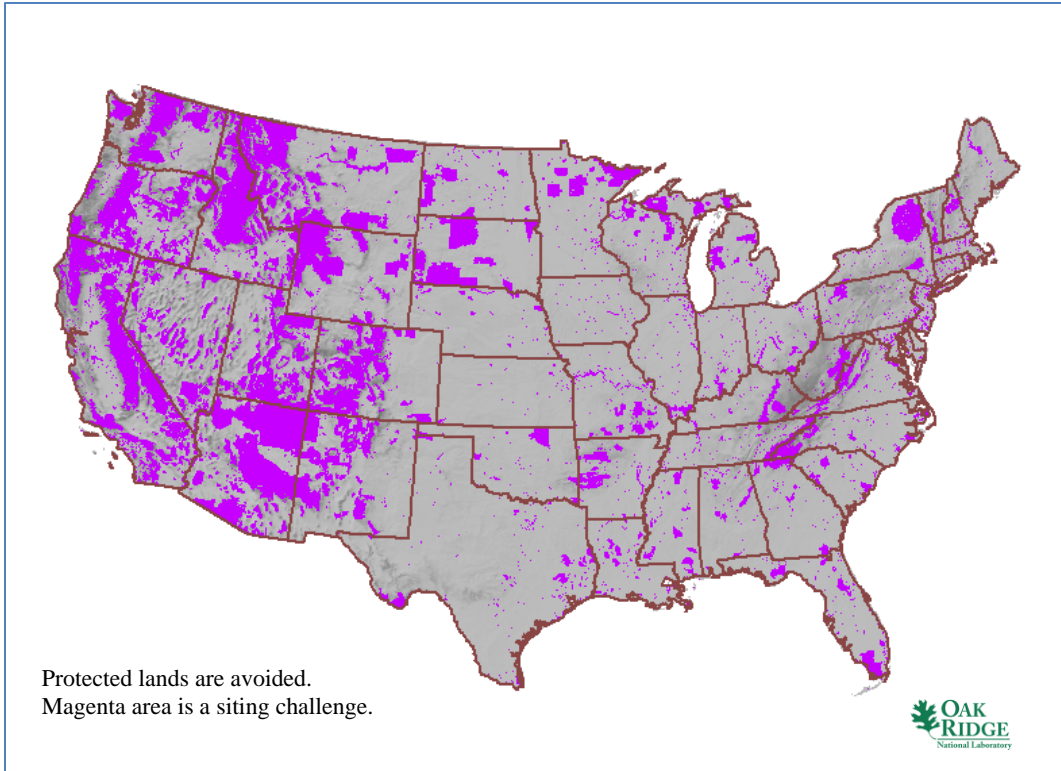 Protected lands are avoided.
Magenta area is a siting challenge.
OAK
RIDGE
National Laboratory